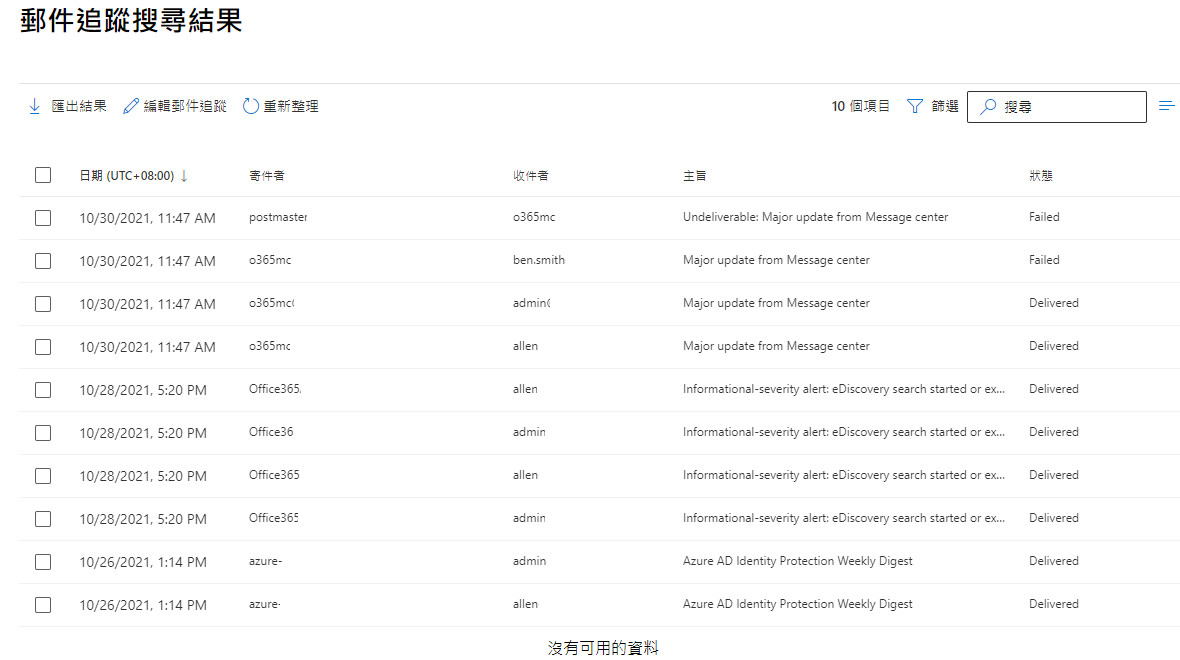 郵件追蹤搜尋結果
匯出結果 編輯郵件追蹤 重新整理 10 個項目 篩選 搜尋
日期 (UTC+08:00) ↓ 寄件者 收件者 主旨 狀態
10/30/2021, 11:47 AM postmaster o365mc Undeliverable: Major update from Message center Failed
10/30/2021, 11:47 AM o365mc ben.smith Major update from Message center Failed
10/30/2021, 11:47 AM o365mc( admin( Major update from Message center Delivered
10/30/2021, 11:47 AM o365mc allen Major update from Message center Delivered
10/28/2021, 5:20 PM Office365. allen Informational-severity alert: eDiscovery search started or ex... Delivered
10/28/2021, 5:20 PM Office36 admin Informational-severity alert: eDiscovery search started or ex... Delivered
10/28/2021, 5:20 PM Office365 allen Informational-severity alert: eDiscovery search started or ex... Delivered
10/28/2021, 5:20 PM Office365 admin Informational-severity alert: eDiscovery search started or ex... Delivered
10/26/2021, 1:14 PM azure- admin Azure AD Identity Protection Weekly Digest Delivered
10/26/2021, 1:14 PM azure- allen Azure AD Identity Protection Weekly Digest Delivered
沒有可用的資料